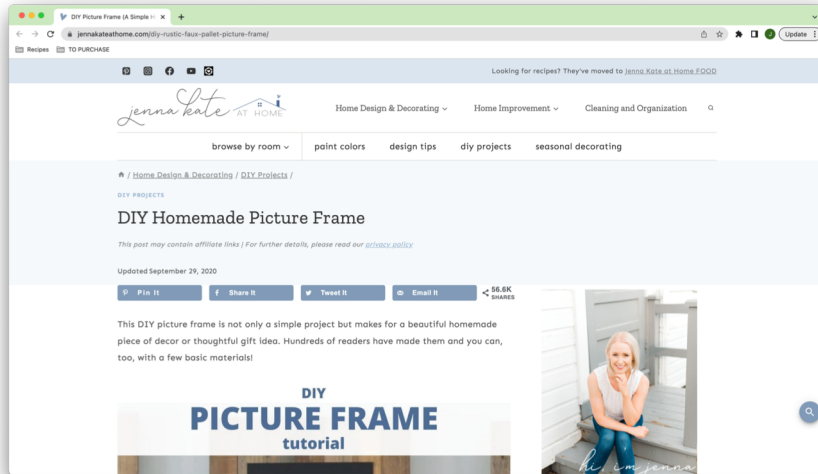 DIY Picture Frame (A Simple H
jennakateathome.com/diy-rustic-faux-pallet-picture-frame/
J
Update
Recipes
TO PURCHASE
Looking for recipes? They've moved to Jenna Kate at Home FOOD
jenna kate AT HOME
Home Design & Decorating
Home Improvement
Cleaning and Organization
browse by room
paint colors
design tips
diy projects
seasonal decorating
/ Home Design & Decorating / DIY Projects /
DIY PROJECTS
DIY Homemade Picture Frame
This post may contain affiliate links | For further details, please read our privacy policy
Updated September 29, 2020
Pin It
Share It
Tweet It
Email It
56.6K
SHARES
This DIY picture frame is not only a simple project but makes for a beautiful homemade
piece of decor or thoughtful gift idea. Hundreds of readers have made them and you can,
too, with a few basic materials!
DIY
PICTURE FRAME
tutorial
hi, i'm jenna